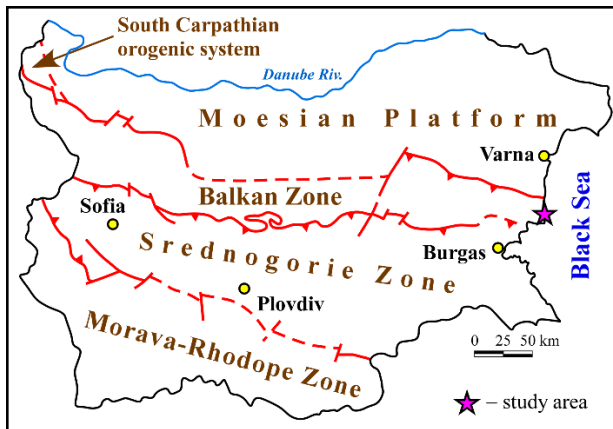 South Carpathian
orogenic system
Danube Riv.
Moesian Platform
Varna
Balkan Zone
Sofia
Black Sea
Srednogorie Zone
Burgas
Plovdiv
Morava-Rhodope Zone
0 25 50 km
– study area